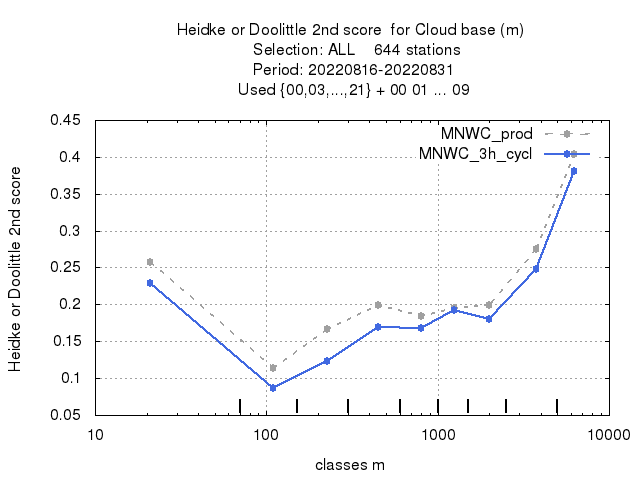 Heidke or Doolittle 2nd score  for Cloud base (m)
Selection: ALL    644 stations
Period: 20220816-20220831
Used {00,03,...,21} + 00 01 ... 09
0.45
0.4
0.35
0.3
0.25
0.2
0.15
0.1
0.05
Heidke or Doolittle 2nd score
MNWC_prod
MNWC_3h_cycl
10
100
1000
10000
classes m